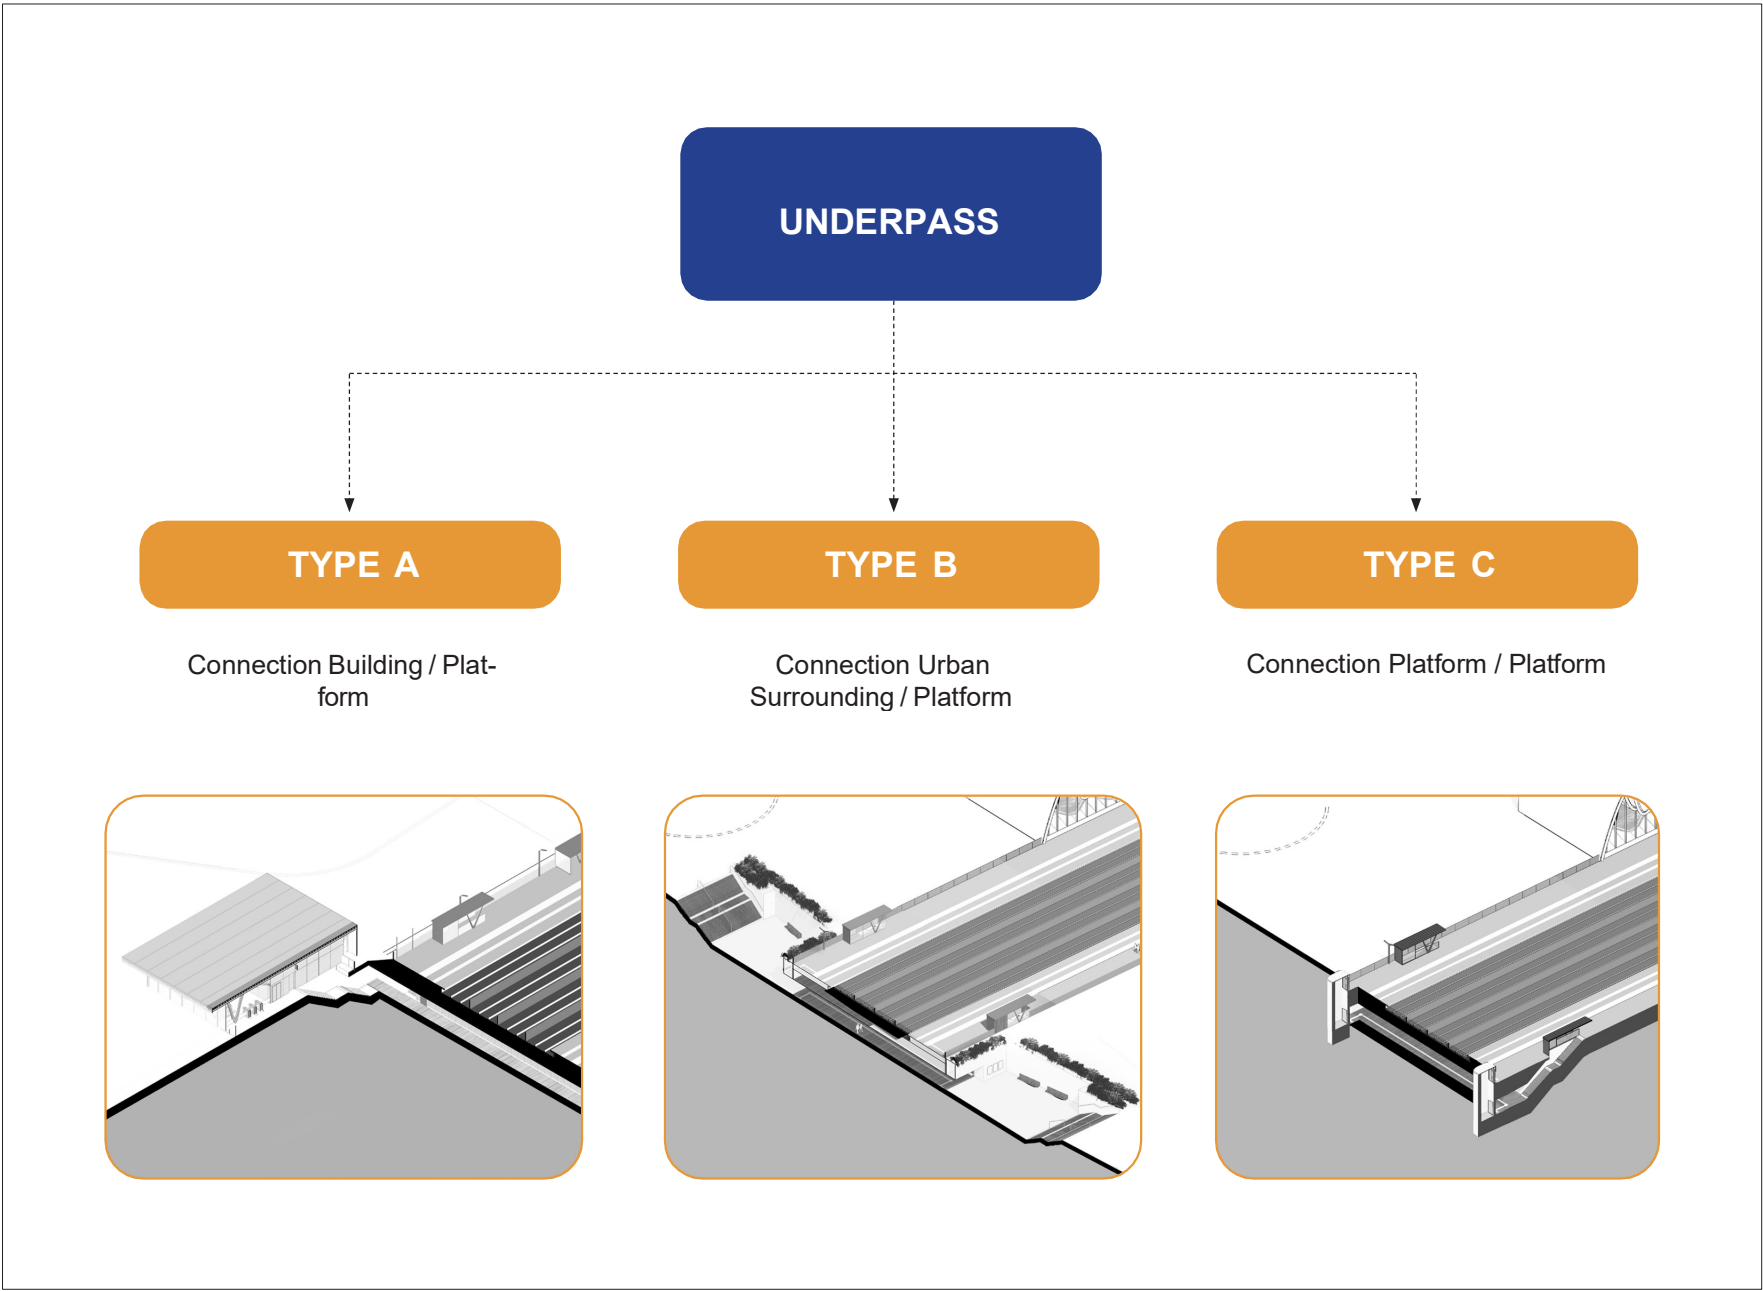 UNDERPASS
TYPE A
TYPE B
TYPE C
Connection Building / Plat-
form
Connection Urban
Surrounding / Platform
Connection Platform / Platform